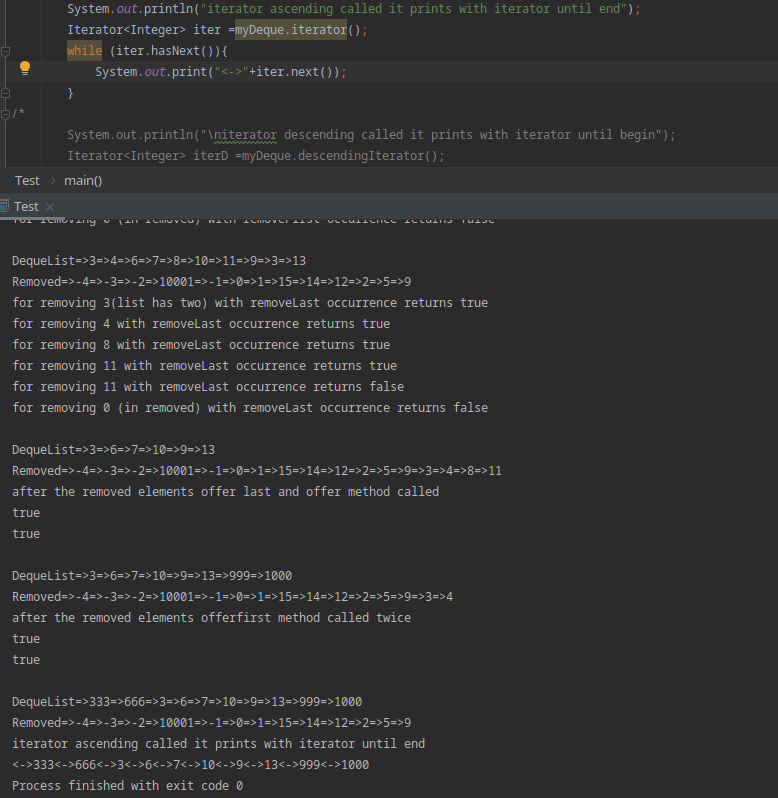 System.out.println("iterator ascending called it prints with iterator until end");
Iterator<Integer> iter =myDeque.iterator();
while (iter.hasNext()){
System.out.print("<->"+iter.next());
}
/*
System.out.println("\niterator descending called it prints with iterator until begin");
Iterator<Integer> iterD =myDeque.descendingIterator();
Test › main()
Test ×
for removing 0 (in removed) with removeFirst occurrence returns false
DequeList=>3=>4=>6=>7=>8=>10=>11=>9=>3=>13
Removed=>-4=>-3=>-2=>10001=>-1=>0=>1=>15=>14=>12=>2=>5=>9
for removing 3(list has two) with removeLast occurrence returns true
for removing 4 with removeLast occurrence returns true
for removing 8 with removeLast occurrence returns true
for removing 11 with removeLast occurrence returns true
for removing 11 with removeLast occurrence returns false
for removing 0 (in removed) with removeLast occurrence returns false
DequeList=>3=>6=>7=>10=>9=>13
Removed=>-4=>-3=>-2=>10001=>-1=>0=>1=>15=>14=>12=>2=>5=>9=>3=>4=>8=>11
after the removed elements offer last and offer method called
true
true
DequeList=>3=>6=>7=>10=>9=>13=>999=>1000
Removed=>-4=>-3=>-2=>10001=>-1=>0=>1=>15=>14=>12=>2=>5=>9=>3=>4
after the removed elements offerfirst method called twice
true
true
DequeList=>333=>666=>3=>6=>7=>10=>9=>13=>999=>1000
Removed=>-4=>-3=>-2=>10001=>-1=>0=>1=>15=>14=>12=>2=>5=>9
iterator ascending called it prints with iterator until end
<->333<->666<->3<->6<->7<->10<->9<->13<->999<->1000
Process finished with exit code 0